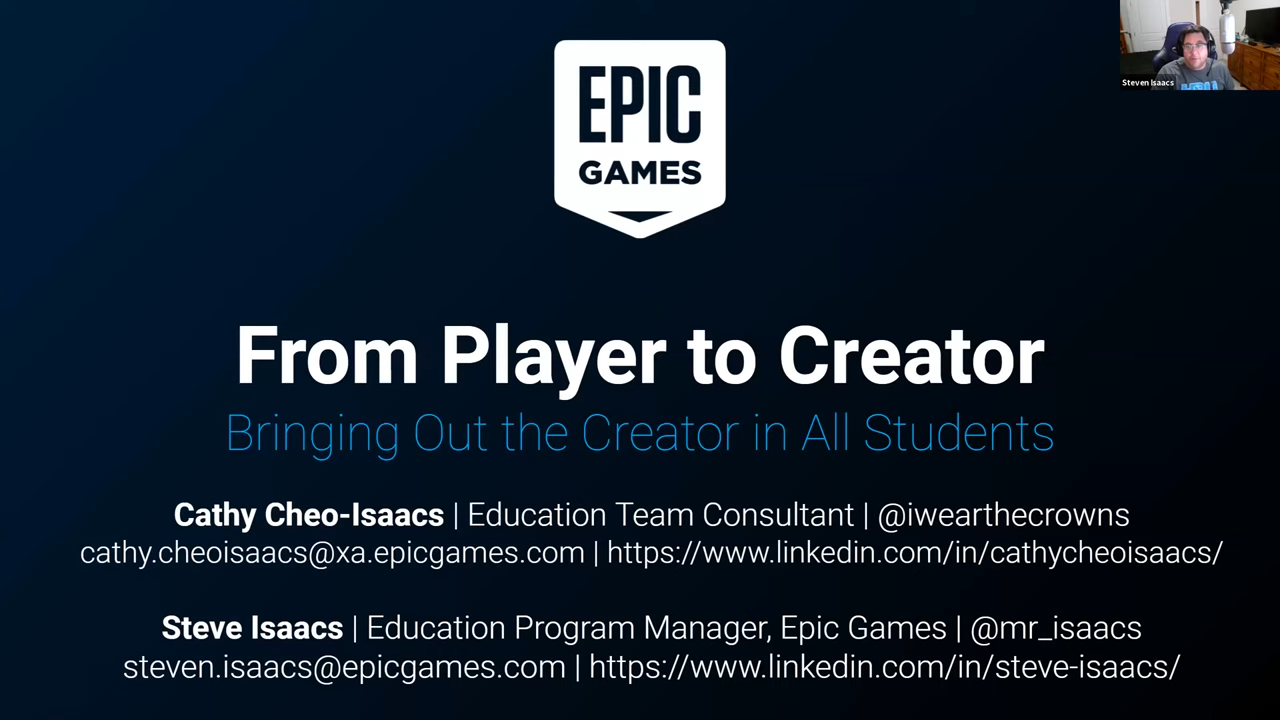 EPIC
GAMES
Steven Isaacs
From Player to Creator
Bringing Out the Creator in All Students
Cathy Cheo-Isaacs | Education Team Consultant | @iwearthecrowns
cathy.cheoisaacs@xa.epicgames.com | https://www.linkedin.com/in/cathycheoisaacs/
Steve Isaacs | Education Program Manager, Epic Games | @mr_isaacs
steven.isaacs@epicgames.com | https://www.linkedin.com/in/steve-isaacs/